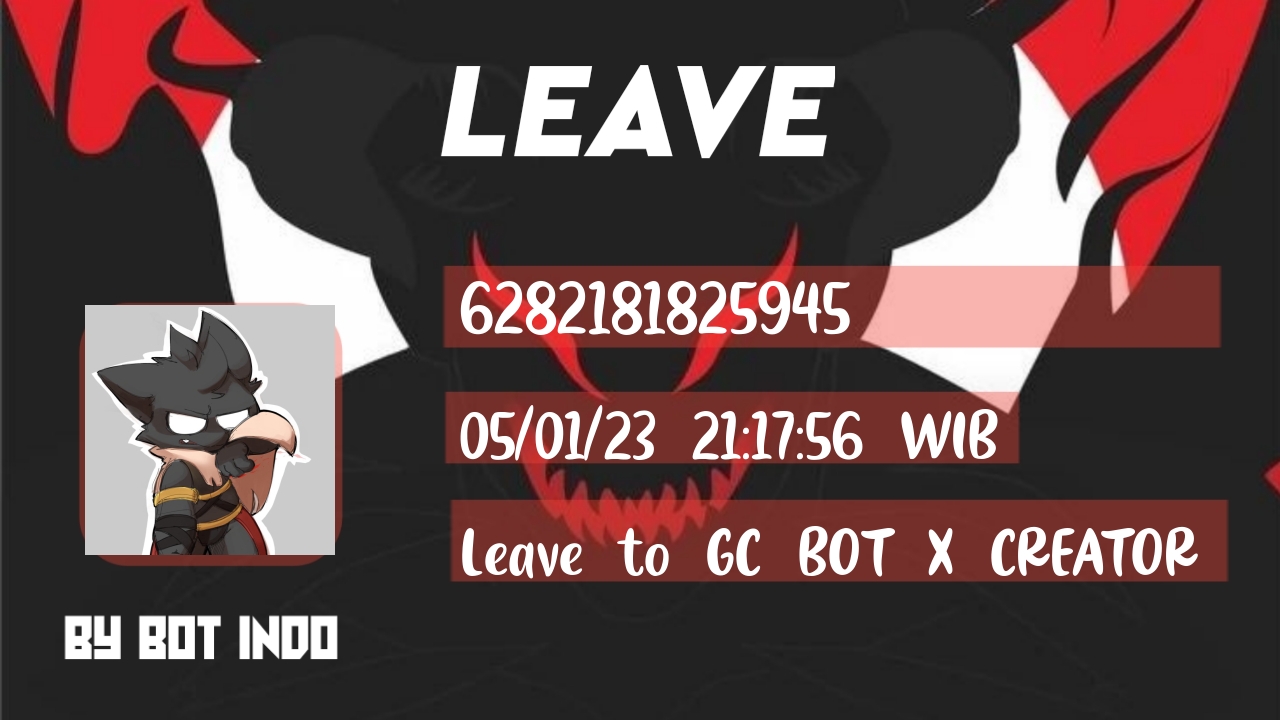 LEAVE
6282181825945
05/01/23 21:17:56 WIB
Leave to GC BOT X CREATOR
BY BOT INDO